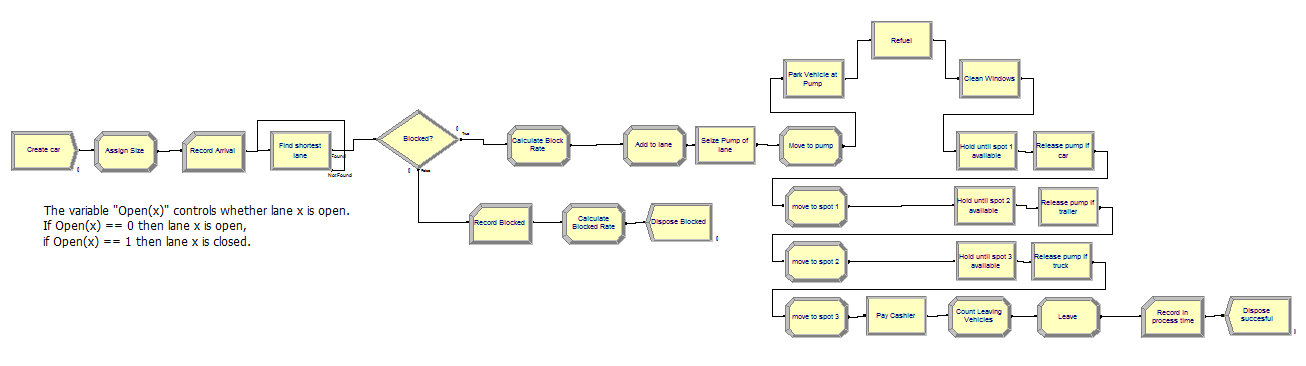 Refuel
Park Vehicle at
Pump
Clean Windows
Create car
Assign Size
Record Arrival
Find shortest
lane
Found
NotFound
Blocked?
0
True
0
False
0
Calculate Block
Rate
Add to lane
Seize Pump of
lane
Move to pump
Hold until spot 1
available
Release pump if
car
The variable "Open(x)" controls whether lane x is open.
If Open(x) == 0 then lane x is open,
if Open(x) == 1 then lane x is closed.
Record Blocked
Calculate
Blocked Rate
Dispose Blocked
0
move to spot 1
Hold until spot 2
available
Release pump if
trailer
move to spot 2
Hold until spot 3
available
Release pump if
truck
move to spot 3
Pay Cashier
Count Leaving
Vehicles
Leave
Record in
process time
Dispose
succesful
0